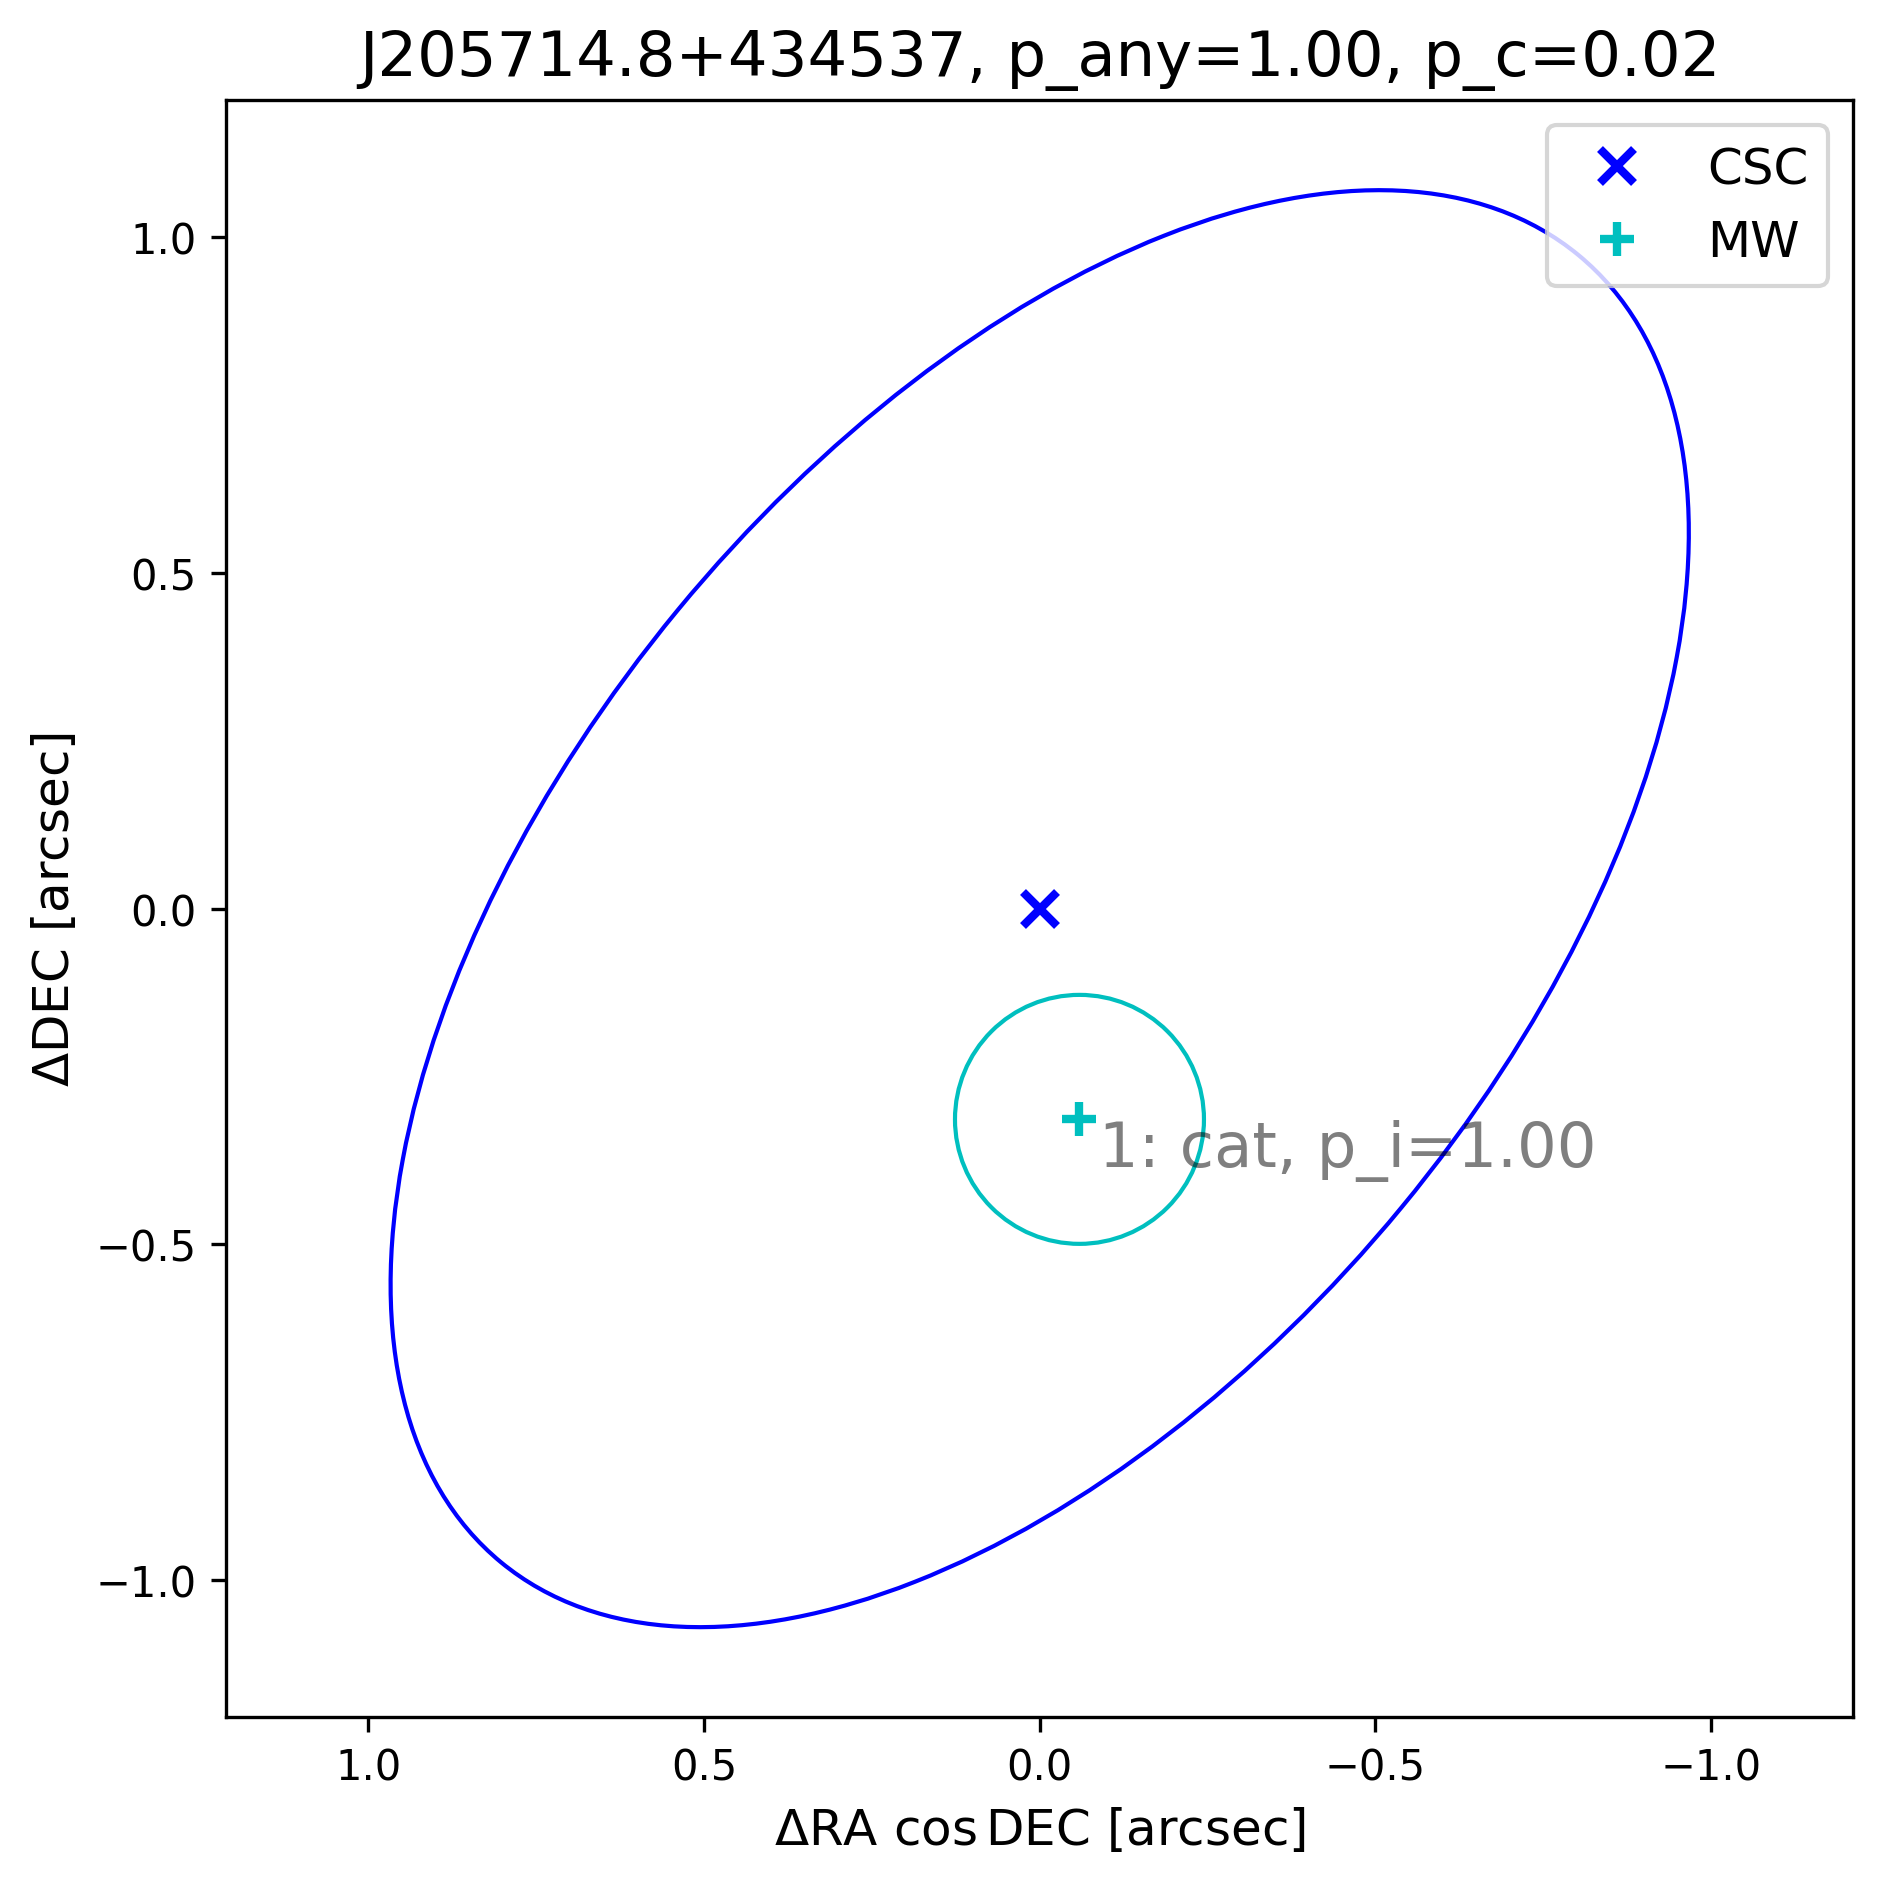 J205714.8+434537, p_any=1.00, p_c=0.02
CSC
MW
1.0
0.5
0.0
−0.5
−1.0
ΔDEC [arcsec]
1: cat, p_i=1.00
1.0
0.5
0.0
−0.5
−1.0
ΔRA cos DEC [arcsec]